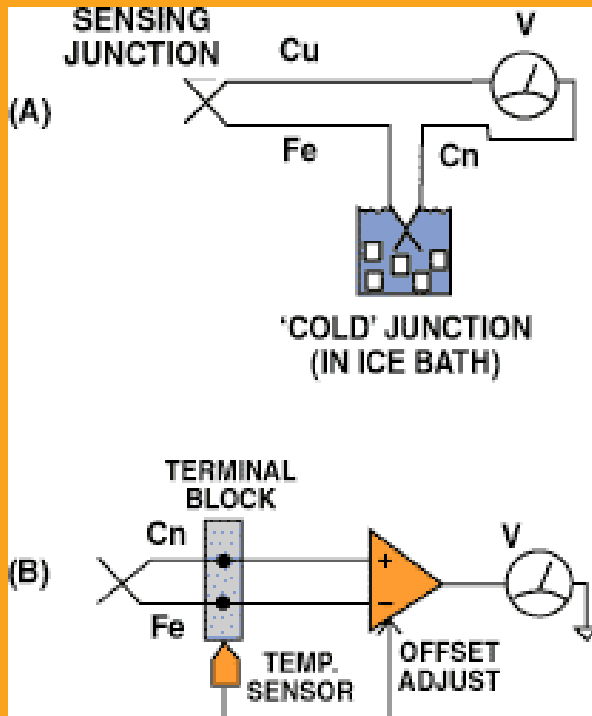 SENSING
JUNCTION
V
Cu
(A)
Fe
Cn
'COLD' JUNCTION
(IN ICE BATH)
TERMINAL
BLOCK
Cn
V
(B)
+
−
Fe
TEMP.
SENSOR
OFFSET
ADJUST